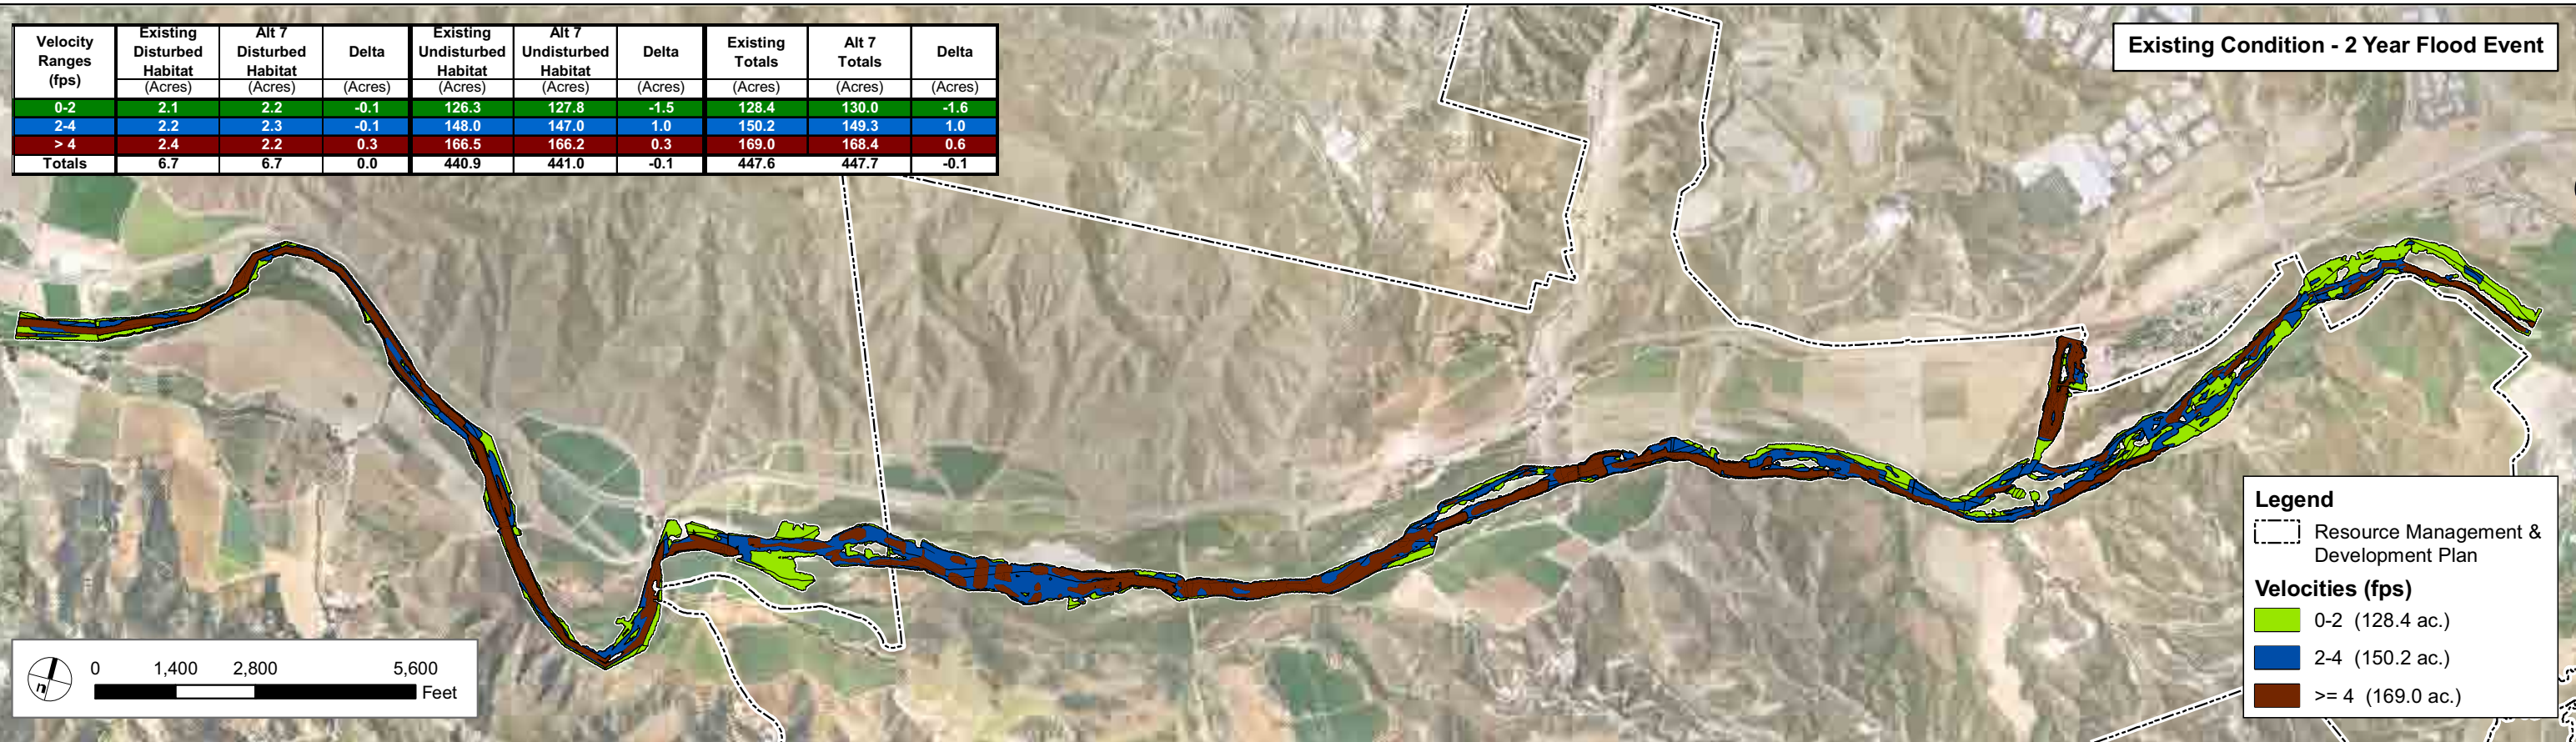 Velocity Ranges (fps) | Existing Disturbed Habitat | Alt 7 Disturbed Habitat | Delta | Existing Undisturbed Habitat | Alt 7 Undisturbed Habitat | Delta | Existing Totals | Alt 7 Totals | Delta
(Acres) | (Acres) | (Acres) | (Acres) | (Acres) | (Acres) | (Acres) | (Acres) | (Acres)
0-2 | 2.1 | 2.2 | -0.1 | 126.3 | 127.8 | -1.5 | 128.4 | 130.0 | -1.6
2-4 | 2.2 | 2.3 | -0.1 | 148.0 | 147.0 | 1.0 | 150.2 | 149.3 | 1.0
> 4 | 2.4 | 2.2 | 0.3 | 166.5 | 166.2 | 0.3 | 169.0 | 168.4 | 0.6
Totals | 6.7 | 6.7 | 0.0 | 440.9 | 441.0 | -0.1 | 447.6 | 447.7 | -0.1
Existing Condition - 2 Year Flood Event
Legend
Resource Management &
Development Plan
Velocities (fps)
0-2 (128.4 ac.)
2-4 (150.2 ac.)
>= 4 (169.0 ac.)
n
0 1,400 2,800 5,600
Feet